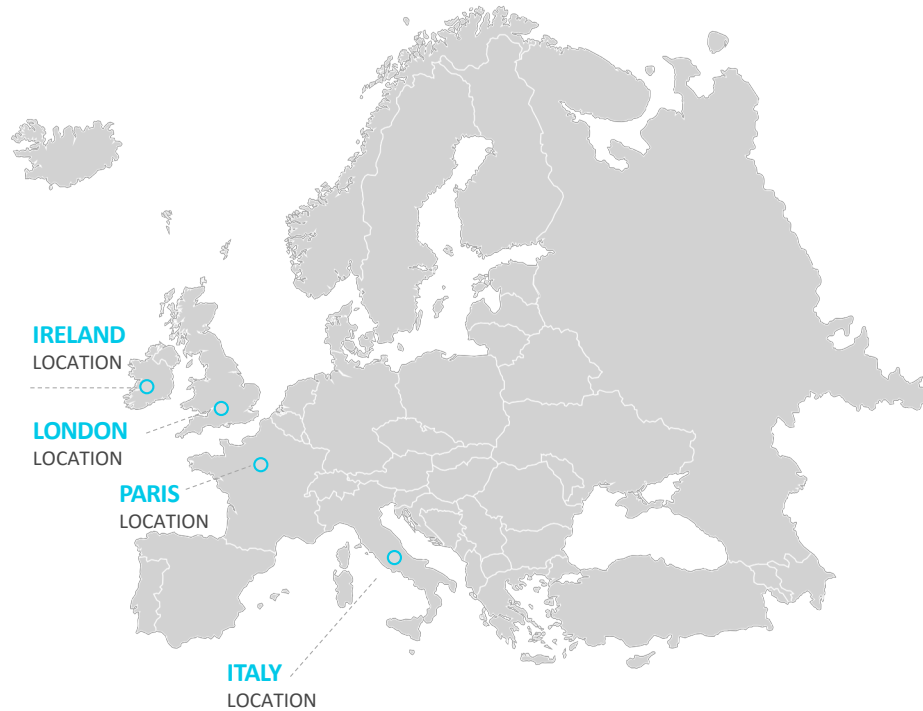 IRELAND
LOCATION
LONDON
LOCATION
PARIS
LOCATION
ITALY
LOCATION